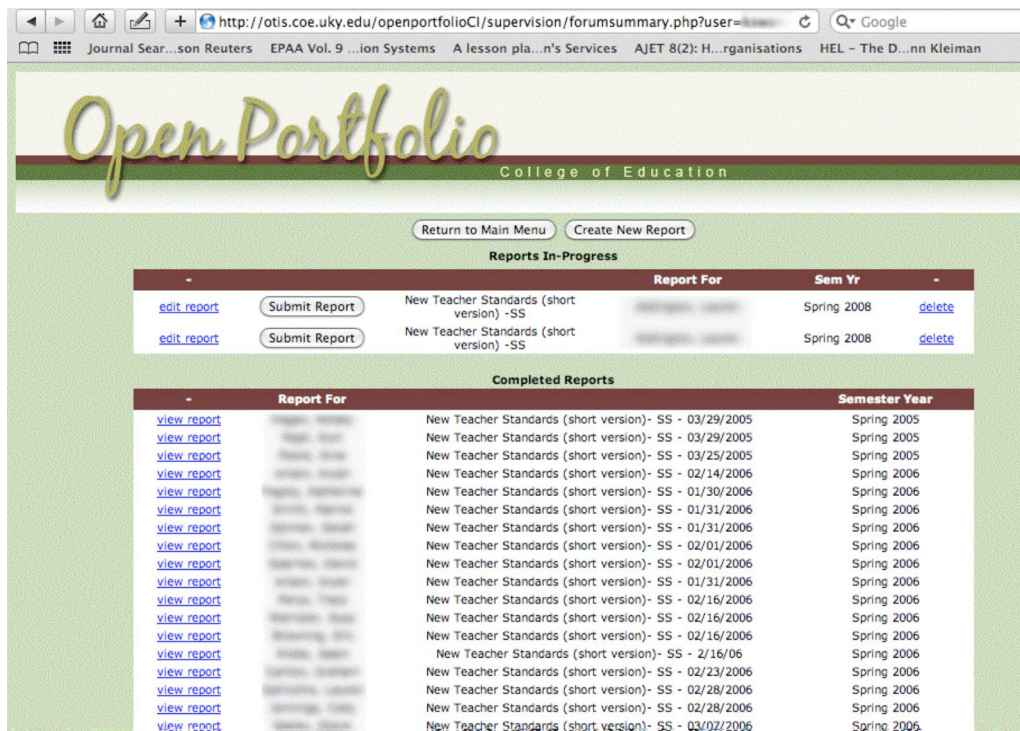 http://otis.coe.uky.edu/openportfolioCI/supervision/forumsummary.php?user= Google
Journal Sear...son Reuters EPAA Vol. 9 ...ion Systems A lesson pla...n's Services AJET 8(2): H...rganisations HEL – The D...nn Kleiman
Open Portfolio
College of Education
Return to Main Menu Create New Report
Reports In-Progress
- Report For Sem Yr -
edit report Submit Report New Teacher Standards (short version) -SS Spring 2008 delete
edit report Submit Report New Teacher Standards (short version) -SS Spring 2008 delete
Completed Reports
- Report For Semester Year
view report New Teacher Standards (short version)- SS - 03/29/2005 Spring 2005
view report New Teacher Standards (short version)- SS - 03/29/2005 Spring 2005
view report New Teacher Standards (short version)- SS - 03/25/2005 Spring 2005
view report New Teacher Standards (short version)- SS - 02/14/2006 Spring 2006
view report New Teacher Standards (short version)- SS - 01/30/2006 Spring 2006
view report New Teacher Standards (short version)- SS - 01/31/2006 Spring 2006
view report New Teacher Standards (short version)- SS - 01/31/2006 Spring 2006
view report New Teacher Standards (short version)- SS - 02/01/2006 Spring 2006
view report New Teacher Standards (short version)- SS - 02/01/2006 Spring 2006
view report New Teacher Standards (short version)- SS - 01/31/2006 Spring 2006
view report New Teacher Standards (short version)- SS - 02/16/2006 Spring 2006
view report New Teacher Standards (short version)- SS - 02/16/2006 Spring 2006
view report New Teacher Standards (short version)- SS - 02/16/2006 Spring 2006
view report New Teacher Standards (short version)- SS - 2/16/06 Spring 2006
view report New Teacher Standards (short version)- SS - 02/23/2006 Spring 2006
view report New Teacher Standards (short version)- SS - 02/28/2006 Spring 2006
view report New Teacher Standards (short version)- SS - 02/28/2006 Spring 2006
view report New Teacher Standards (short version)- SS - 03/07/2006 Spring 2006